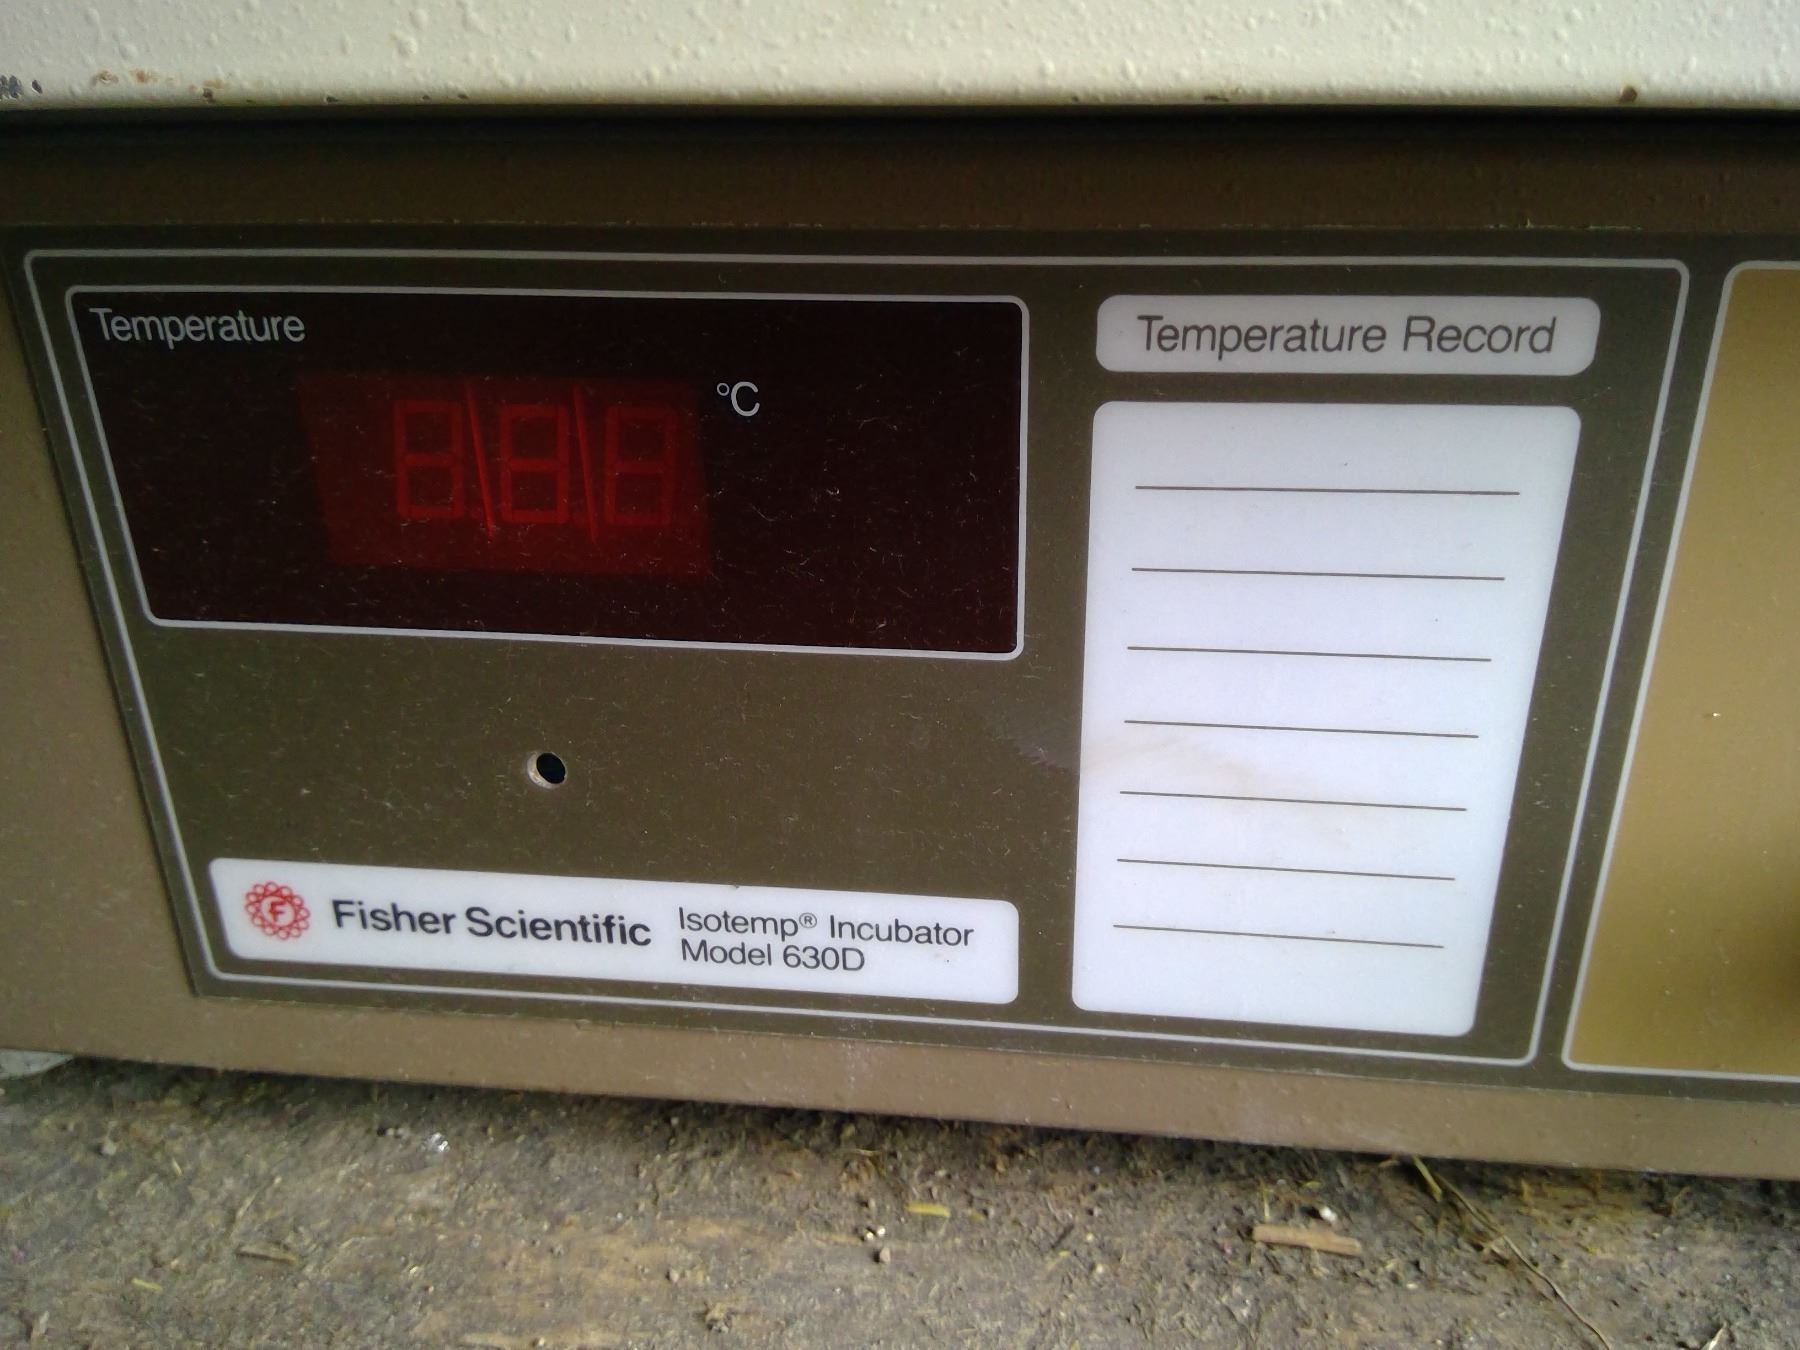 Temperature
°C
Temperature Record
F
Fisher Scientific
Isotemp® Incubator
Model 630D